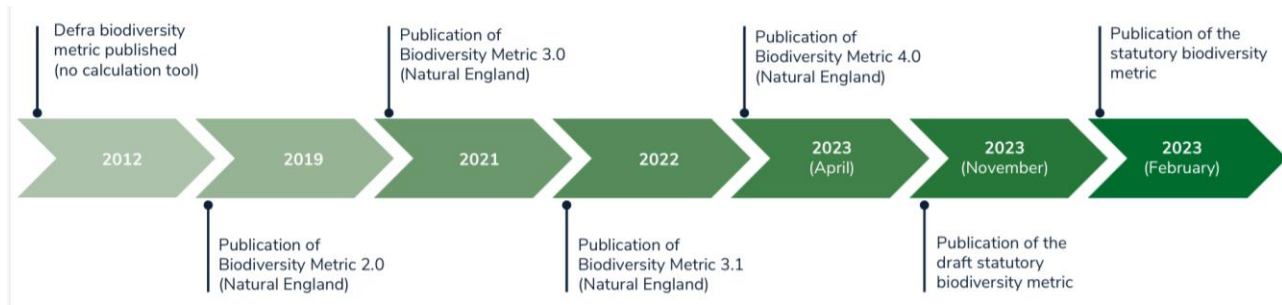 Defra biodiversity
metric published
(no calculation tool)
Publication of
Biodiversity Metric 3.0
(Natural England)
Publication of
Biodiversity Metric 4.0
(Natural England)
Publication of the
statutory biodiversity
metric
2012
2019
2021
2022
2023
(April)
2023
(November)
2023
(February)
Publication of
Biodiversity Metric 2.0
(Natural England)
Publication of
Biodiversity Metric 3.1
(Natural England)
Publication of the
draft statutory
biodiversity metric